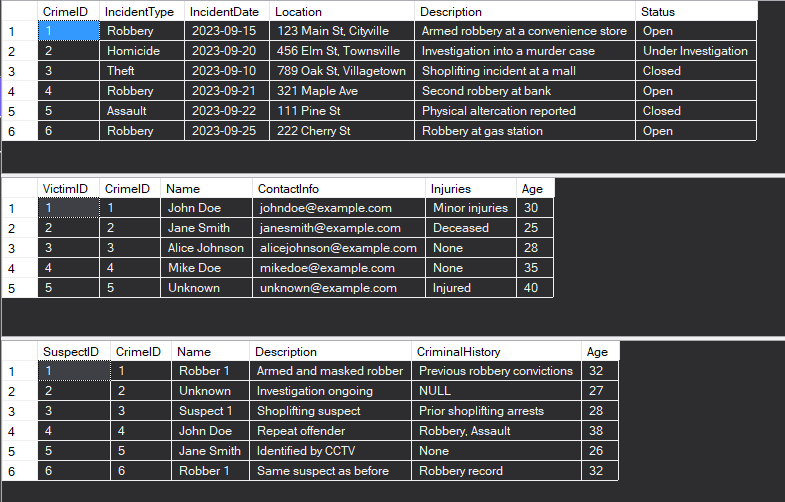 CrimeID IncidentType IncidentDate Location Description Status
1 1 Robbery 2023-09-15 123 Main St, Cityville Armed robbery at a convenience store Open
2 2 Homicide 2023-09-20 456 Elm St, Townsville Investigation into a murder case Under Investigation
3 3 Theft 2023-09-10 789 Oak St, Villagetown Shoplifting incident at a mall Closed
4 4 Robbery 2023-09-21 321 Maple Ave Second robbery at bank Open
5 5 Assault 2023-09-22 111 Pine St Physical altercation reported Closed
6 6 Robbery 2023-09-25 222 Cherry St Robbery at gas station Open
VictimID CrimeID Name ContactInfo Injuries Age
1 1 1 John Doe johndoe@example.com Minor injuries 30
2 2 2 Jane Smith janesmith@example.com Deceased 25
3 3 3 Alice Johnson alicejohnson@example.com None 28
4 4 4 Mike Doe mikedoe@example.com None 35
5 5 5 Unknown unknown@example.com Injured 40
SuspectID CrimeID Name Description CriminalHistory Age
1 1 1 Robber 1 Armed and masked robber Previous robbery convictions 32
2 2 2 Unknown Investigation ongoing NULL 27
3 3 3 Suspect 1 Shoplifting suspect Prior shoplifting arrests 28
4 4 4 John Doe Repeat offender Robbery, Assault 38
5 5 5 Jane Smith Identified by CCTV None 26
6 6 6 Robber 1 Same suspect as before Robbery record 32